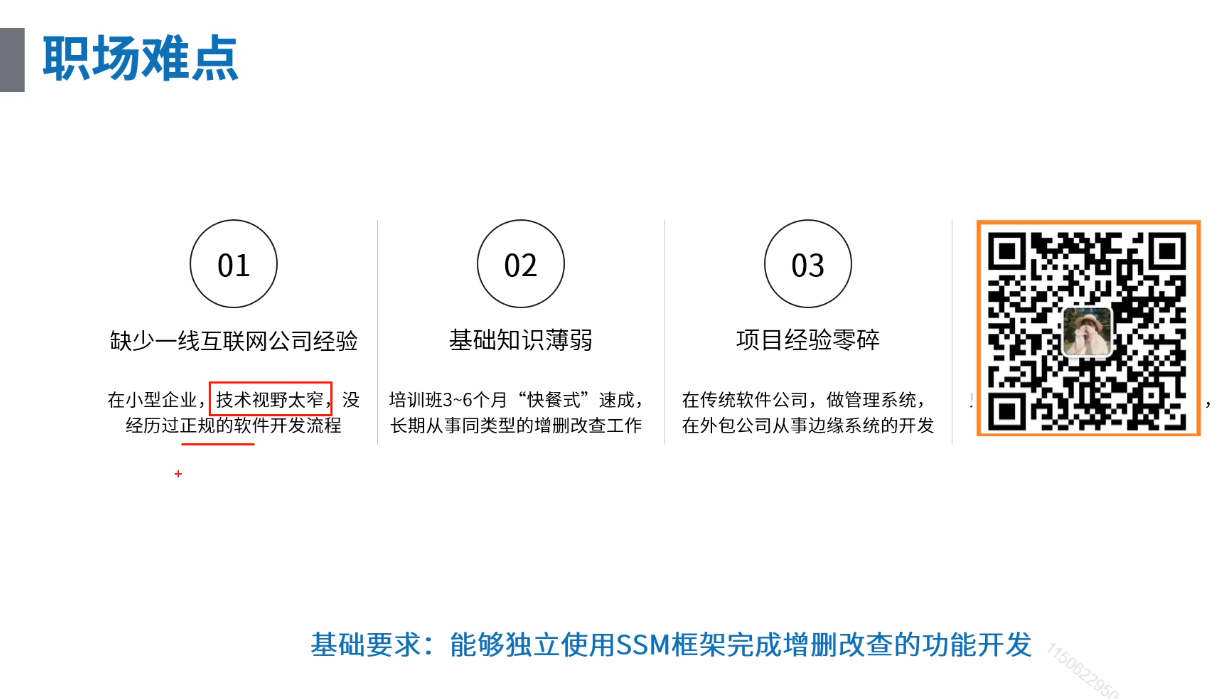 职场难点
01
缺少一线互联网公司经验
在小型企业，技术视野太窄，没
经历过正规的软件开发流程
02
基础知识薄弱
培训班3~6个月“快餐式”速成，
长期从事同类型的增删改查工作
03
项目经验零碎
在传统软件公司，做管理系统，
在外包公司从事边缘系统的开发
，
基础要求：能够独立使用SSM框架完成增删改查的功能开发
1150622950